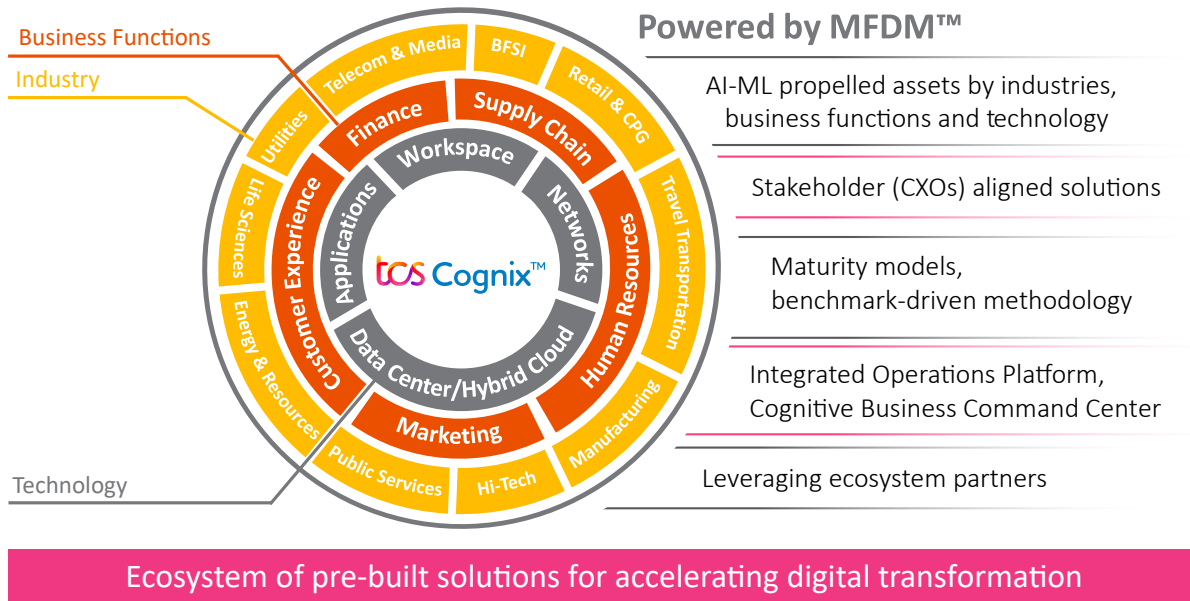 Business Functions
Industry
Technology
Telecom & Media
BFSI
Retail & CPG
Travel Transportation
Manufacturing
Hi-Tech
Public Services
Energy & Resources
Life Sciences
Utilities
Finance
Supply Chain
Human Resources
Marketing
Customer Experience
Workspace
Networks
Data Center/Hybrid Cloud
Applications
tcs Cognix™
Powered by MFDM™
AI-ML propelled assets by industries,
business functions and technology
Stakeholder (CXOs) aligned solutions
Maturity models,
benchmark-driven methodology
Integrated Operations Platform,
Cognitive Business Command Center
Leveraging ecosystem partners
Ecosystem of pre-built solutions for accelerating digital transformation